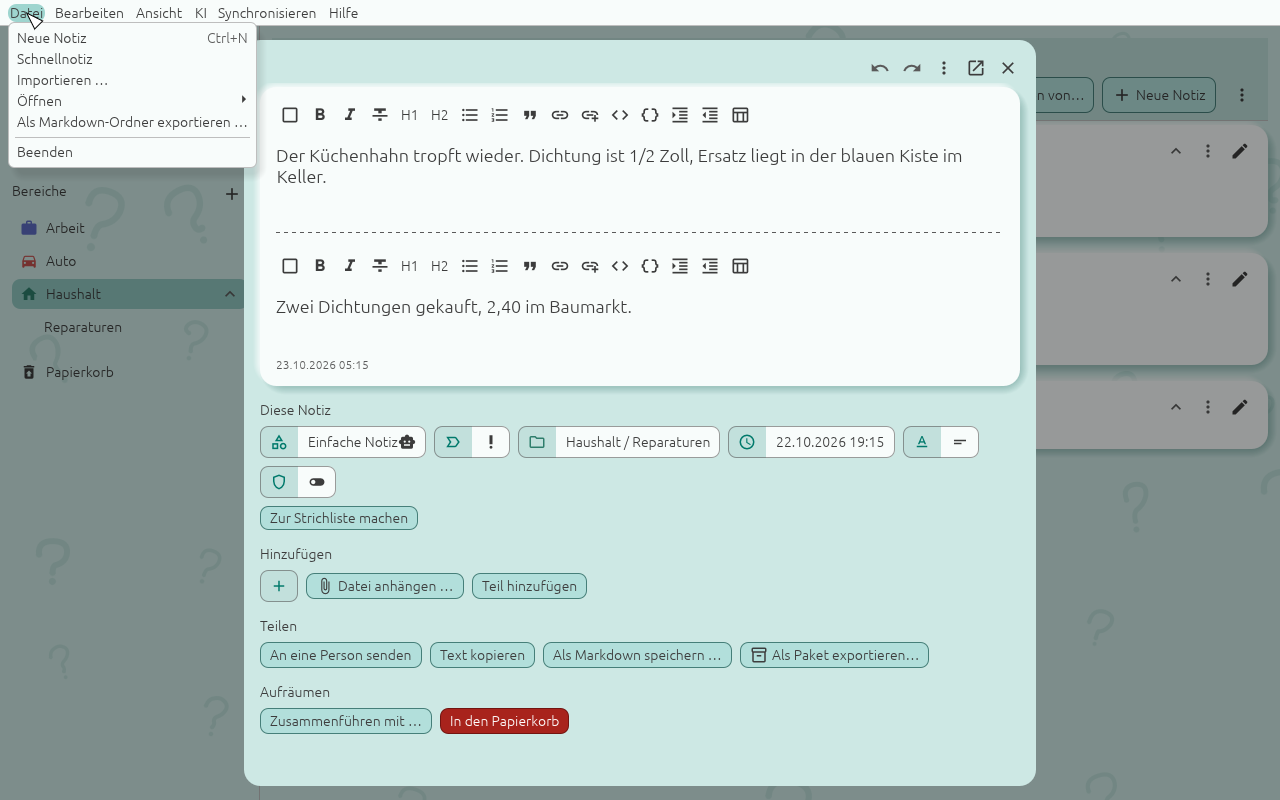 Datei Bearbeiten Ansicht KI Synchronisieren Hilfe
Neue Notiz Ctrl+N
Schnellnotiz
Importieren …
Öffnen
Als Markdown-Ordner exportieren …
Beenden
Bereiche
Arbeit
Auto
Haushalt
Reparaturen
Papierkorb
n von…
Neue Notiz
H1 H2
Der Küchenhahn tropft wieder. Dichtung ist 1/2 Zoll, Ersatz liegt in der blauen Kiste im
Keller.
H1 H2
Zwei Dichtungen gekauft, 2,40 im Baumarkt.
23.10.2026 05:15
Diese Notiz
Einfache Notiz
Haushalt / Reparaturen
22.10.2026 19:15
Zur Strichliste machen
Hinzufügen
Datei anhängen …
Teil hinzufügen
Teilen
An eine Person senden
Text kopieren
Als Markdown speichern …
Als Paket exportieren…
Aufräumen
Zusammenführen mit …
In den Papierkorb